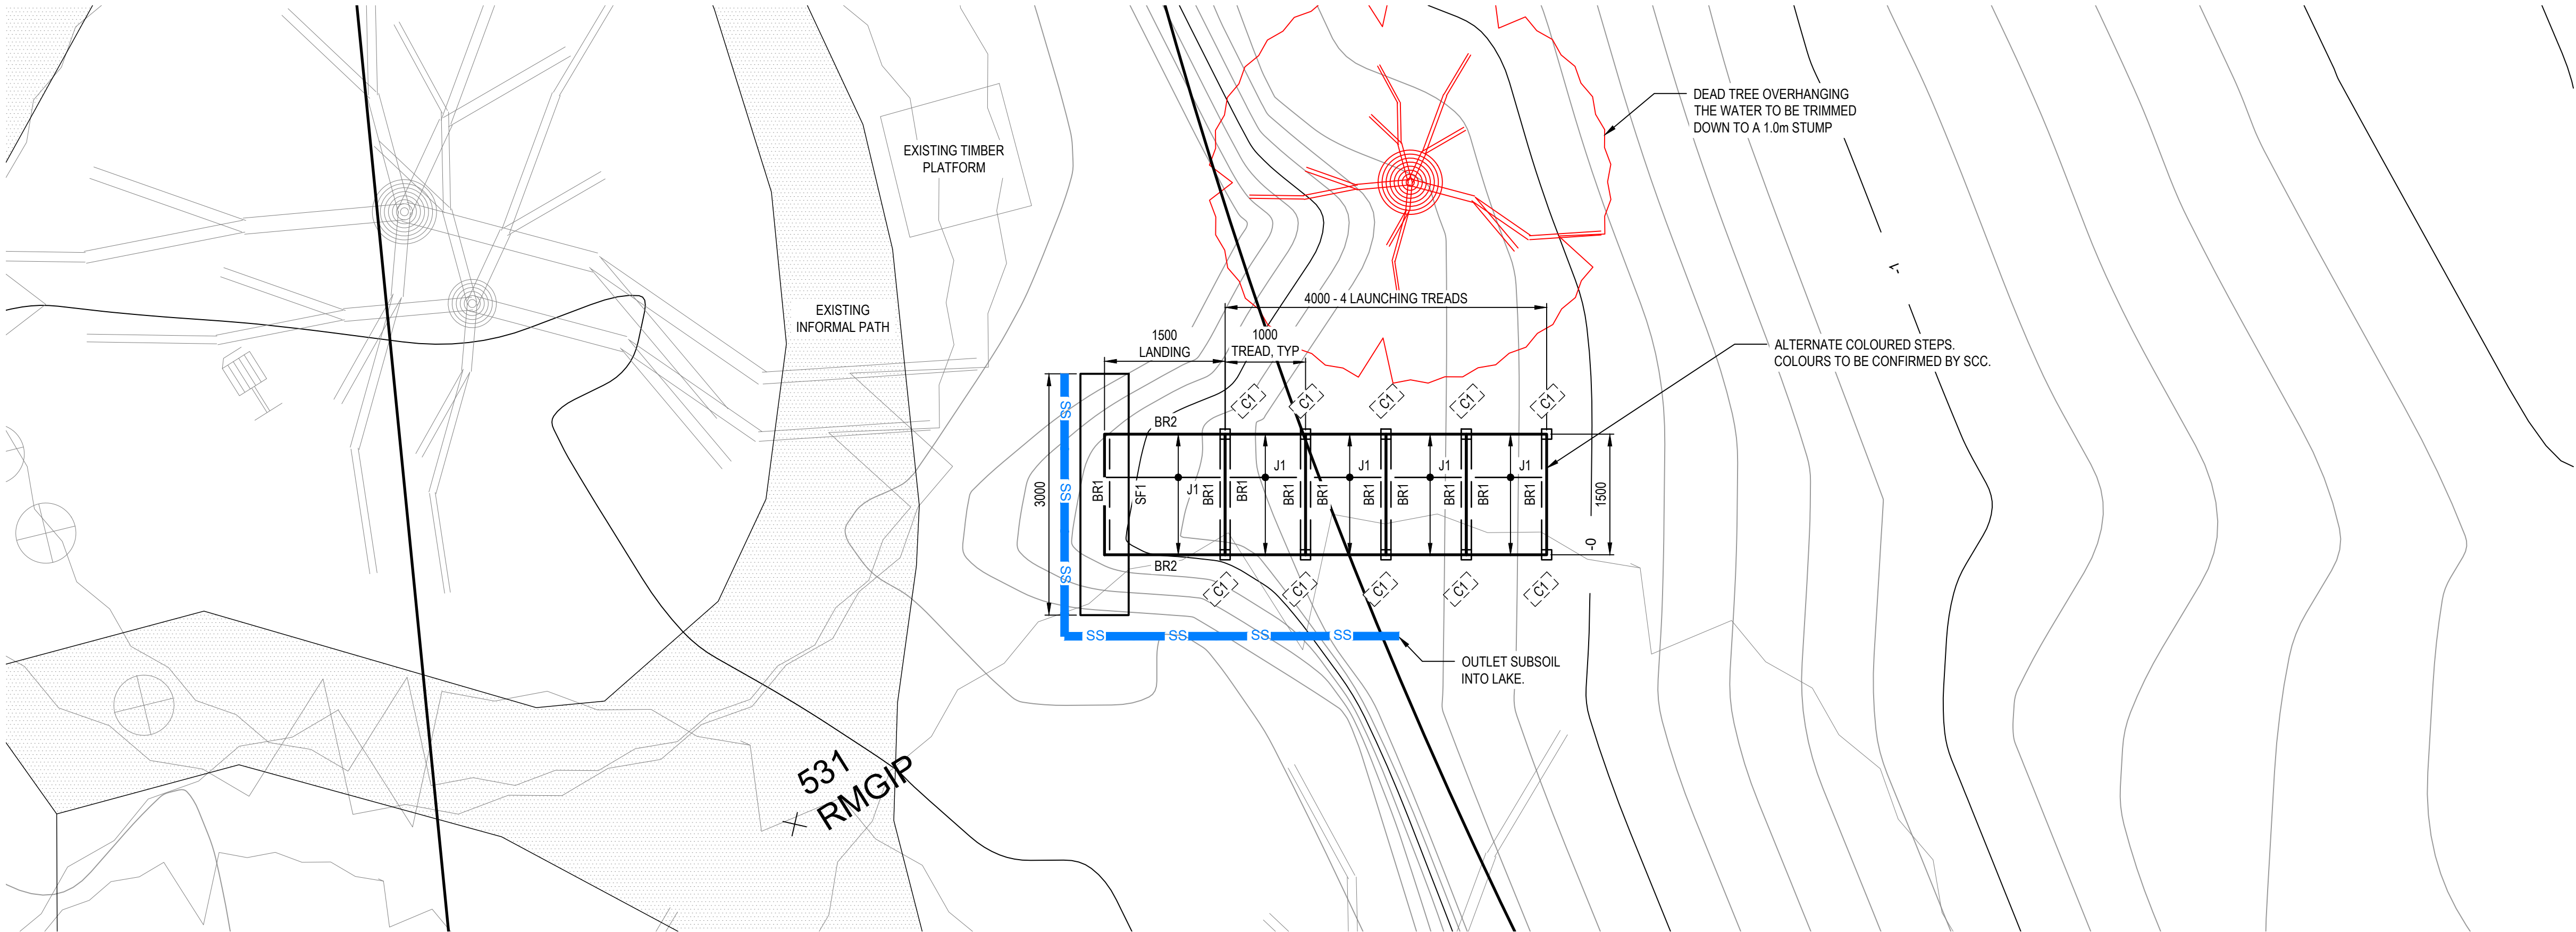 DEAD TREE OVERHANGING
THE WATER TO BE TRIMMED
DOWN TO A 1.0m STUMP
EXISTING TIMBER
PLATFORM
-1
4000 - 4 LAUNCHING TREADS
EXISTING
INFORMAL PATH
1500
LANDING
1000
TREAD, TYP
ALTERNATE COLOURED STEPS.
COLOURS TO BE CONFIRMED BY SCC.
C1
C1
C1
C1
C1
SS
BR2
J1
J1
J1
J1
3000
SS
BR1
SF1
J1
BR1
BR1
BR1
BR1
BR1
BR1
BR1
BR1
BR1
1500
-0
SS
BR2
C1
C1
C1
C1
C1
SS
SS
SS
SS
OUTLET SUBSOIL
INTO LAKE.
531
RMGIP